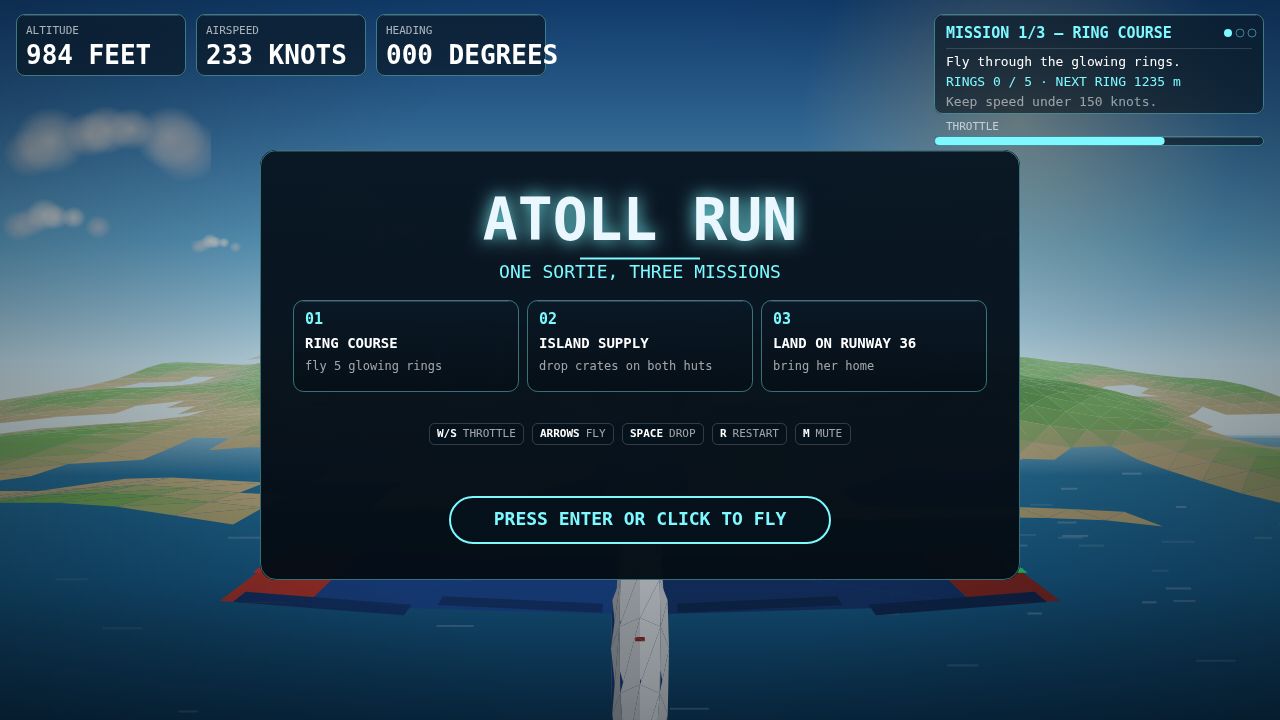 ALTITUDE
984 FEET
AIRSPEED
233 KNOTS
HEADING
000 DEGREES
MISSION 1/3 — RING COURSE
Fly through the glowing rings.
RINGS 0 / 5 · NEXT RING 1235 m
Keep speed under 150 knots.
THROTTLE
ATOLL RUN
ONE SORTIE, THREE MISSIONS
01
RING COURSE
fly 5 glowing rings
02
ISLAND SUPPLY
drop crates on both huts
03
LAND ON RUNWAY 36
bring her home
W/S THROTTLE ARROWS FLY SPACE DROP R RESTART M MUTE
PRESS ENTER OR CLICK TO FLY